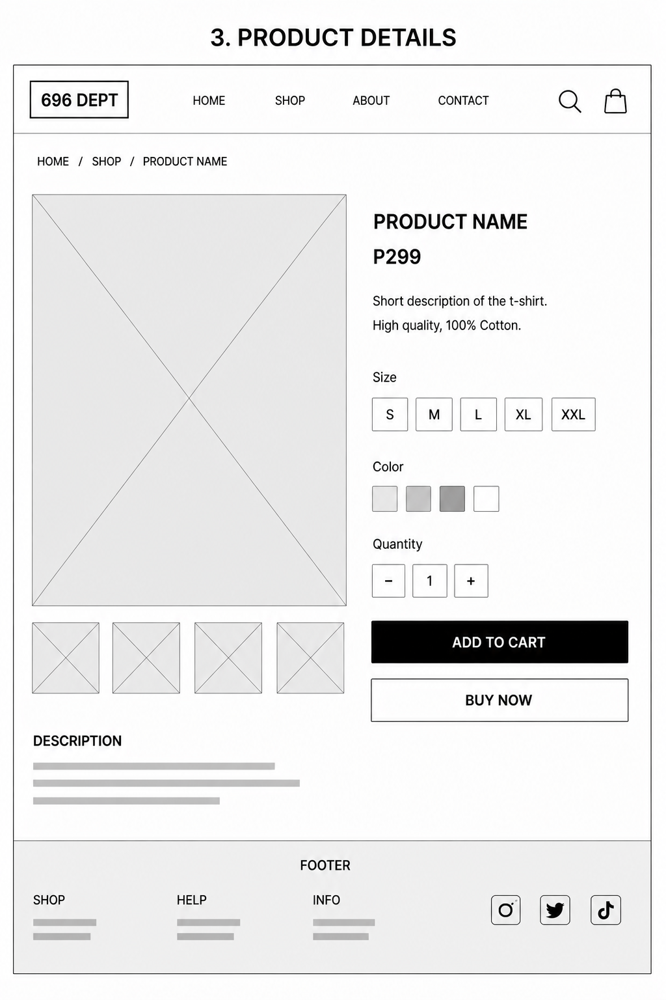 3. PRODUCT DETAILS
696 DEPT HOME SHOP ABOUT CONTACT
HOME / SHOP / PRODUCT NAME
PRODUCT NAME
P299
Short description of the t-shirt.
High quality, 100% Cotton.
Size
S M L XL XXL
Color
Quantity
− 1 +
ADD TO CART
BUY NOW
DESCRIPTION
FOOTER
SHOP HELP INFO